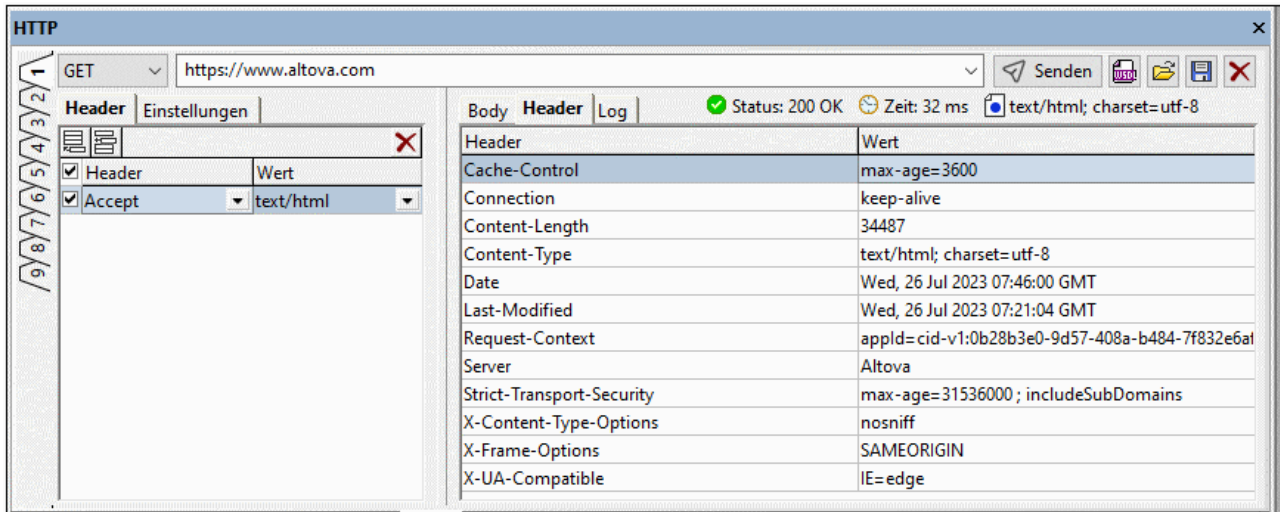 HTTP
GET https://www.altova.com Senden
Header Einstellungen
Body Header Log Status: 200 OK Zeit: 32 ms text/html; charset=utf-8
1
2
3
4
5
6
7
8
9
Header Wert
Accept text/html
Header Wert
Cache-Control max-age=3600
Connection keep-alive
Content-Length 34487
Content-Type text/html; charset=utf-8
Date Wed, 26 Jul 2023 07:46:00 GMT
Last-Modified Wed, 26 Jul 2023 07:21:04 GMT
Request-Context appId=cid-v1:0b28b3e0-9d57-408a-b484-7f832e6af
Server Altova
Strict-Transport-Security max-age=31536000 ; includeSubDomains
X-Content-Type-Options nosniff
X-Frame-Options SAMEORIGIN
X-UA-Compatible IE=edge